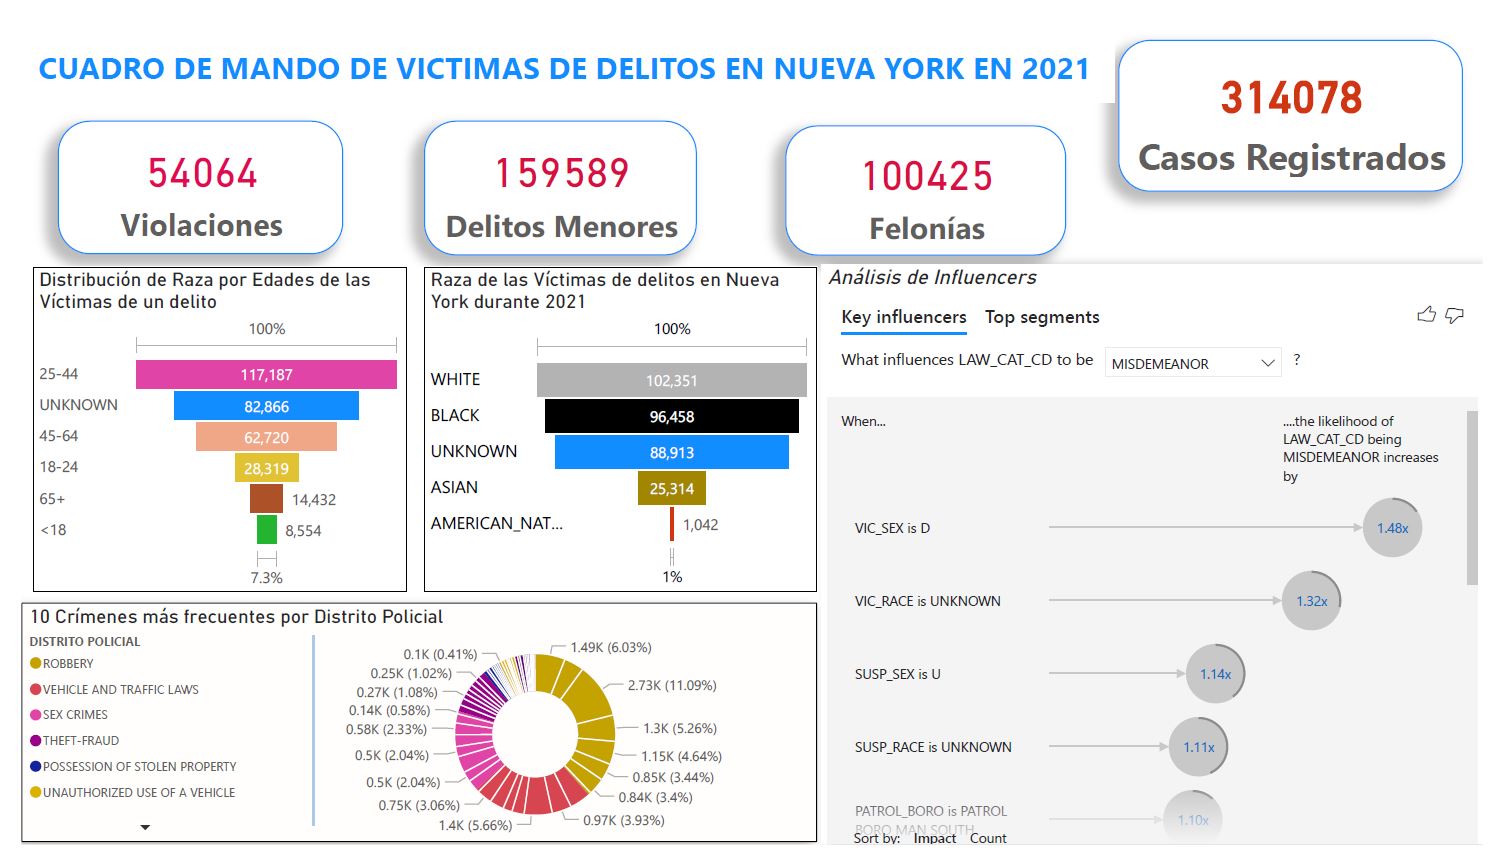 CUADRO DE MANDO DE VICTIMAS DE DELITOS EN NUEVA YORK EN 2021
314078
Casos Registrados
54064
Violaciones
159589
Delitos Menores
100425
Felonías
Distribución de Raza por Edades de las
Víctimas de un delito
100%
25-44
117,187
UNKNOWN
82,866
45-64
62,720
18-24
28,319
65+
14,432
<18
8,554
7.3%
Raza de las Víctimas de delitos en Nueva
York durante 2021
100%
WHITE
102,351
BLACK
96,458
UNKNOWN
88,913
ASIAN
25,314
AMERICAN_NAT...
1,042
1%
Análisis de Influencers
Key influencers
Top segments
What influences LAW_CAT_CD to be
MISDEMEANOR
?
When...
....the likelihood of
LAW_CAT_CD being
MISDEMEANOR increases
by
VIC_SEX is D
1.48x
VIC_RACE is UNKNOWN
1.32x
SUSP_SEX is U
1.14x
SUSP_RACE is UNKNOWN
1.11x
PATROL_BORO is PATROL
BORO MAN SOUTH
1.10x
Sort by: Impact Count
10 Crímenes más frecuentes por Distrito Policial
DISTRITO POLICIAL
ROBBERY
VEHICLE AND TRAFFIC LAWS
SEX CRIMES
THEFT-FRAUD
POSSESSION OF STOLEN PROPERTY
UNAUTHORIZED USE OF A VEHICLE
1.49K (6.03%)
2.73K (11.09%)
1.3K (5.26%)
1.15K (4.64%)
0.85K (3.44%)
0.84K (3.4%)
0.97K (3.93%)
1.4K (5.66%)
0.75K (3.06%)
0.5K (2.04%)
0.5K (2.04%)
0.58K (2.33%)
0.14K (0.58%)
0.27K (1.08%)
0.25K (1.02%)
0.1K (0.41%)